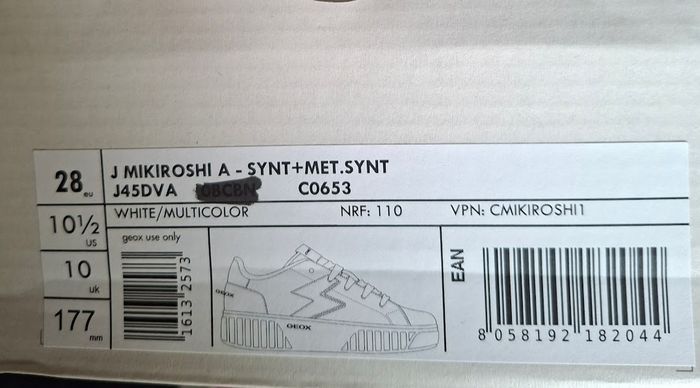 28 eu
10½ US
10 uk
177 mm
J MIKIROSHI A - SYNT+MET.SYNT
J45DVA C0653
WHITE/MULTICOLOR NRF: 110 VPN: CMIKIROSHI1
geox use only
1613 2573
GEOX
GEOX
EAN
8 058192 182044